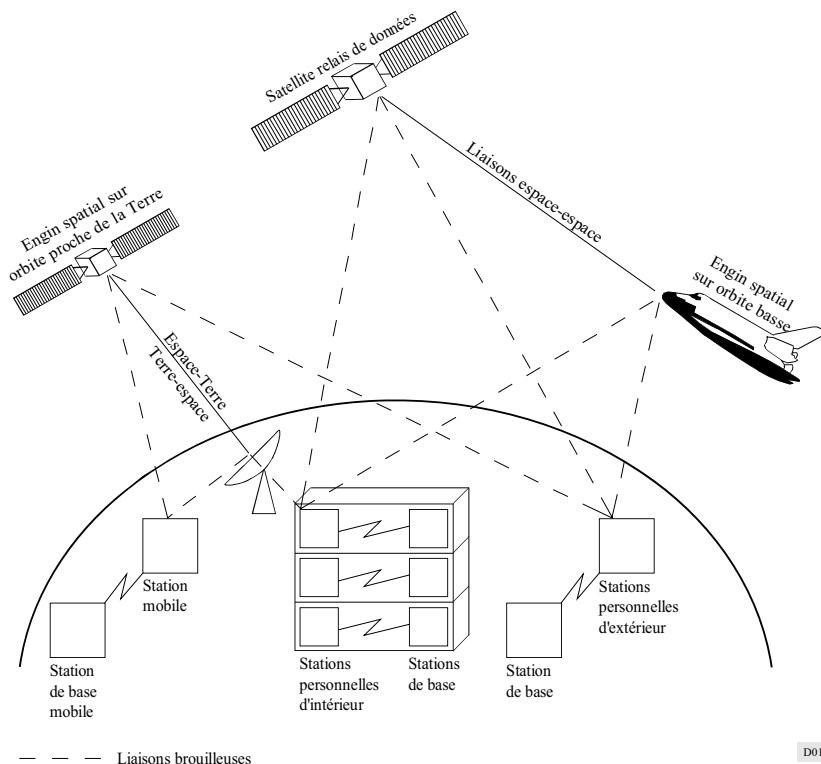 Satellite relais de données
Liaisons espace-espace
Engin spatial sur
orbite proche de la Terre
Engin spatial
sur orbite basse
Espace-Terre
Terre-espace
Station
mobile
Stations
personnelles
d'extérieur
Station
de base
mobile
Stations
personnelles
d'intérieur
Stations
de base
Station
de base
Liaisons brouilleuses
D01